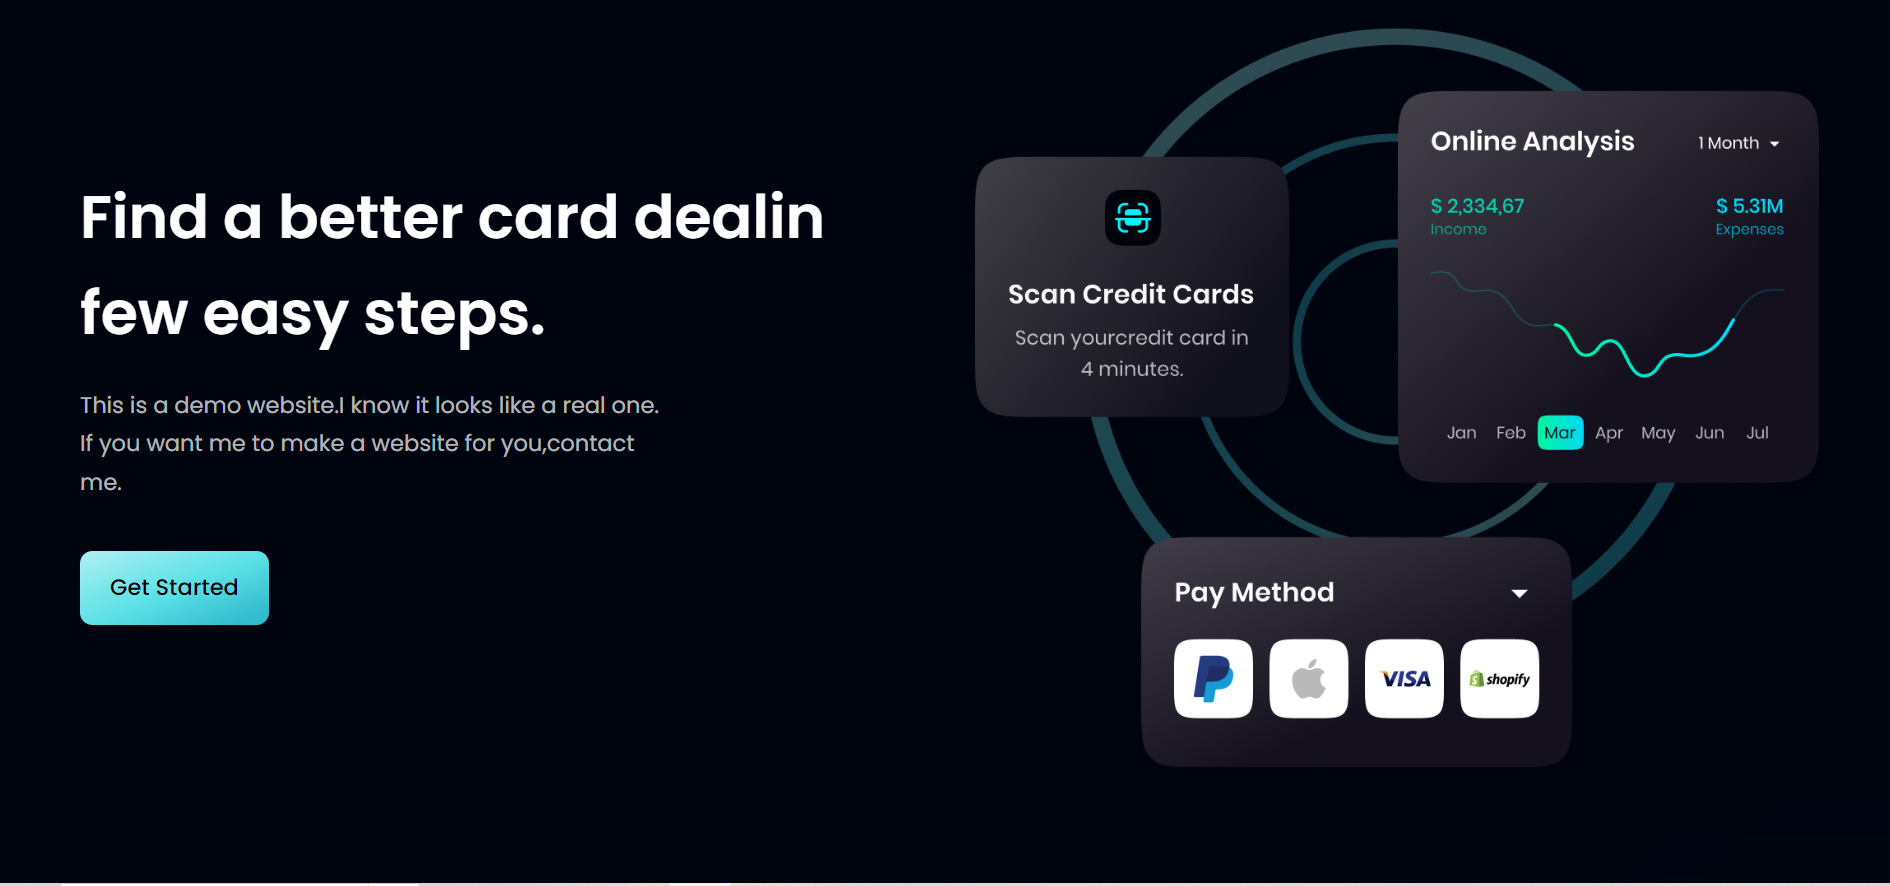 Find a better card dealin
few easy steps.
This is a demo website.I know it looks like a real one.
If you want me to make a website for you,contact
me.
Get Started
Scan Credit Cards
Scan yourcredit card in
4 minutes.
Online Analysis
1 Month
$ 2,334,67
$ 5.31M
Income
Expenses
Jan Feb Mar Apr May Jun Jul
Pay Method
VISA
shopify